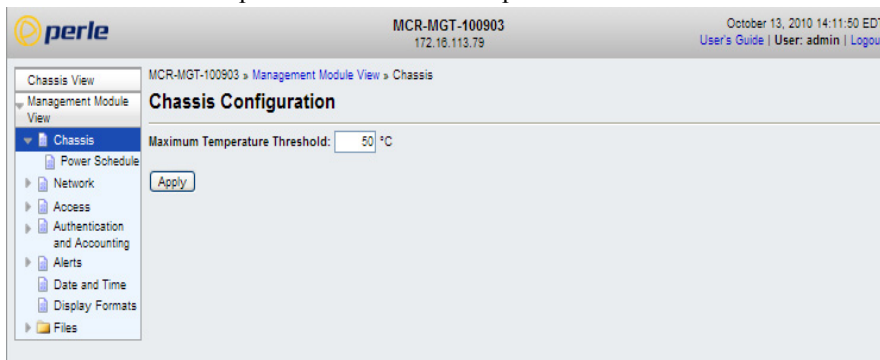 perle
MCR-MGT-100903
172.16.113.79
October 13, 2010 14:11:50 EDT
User's Guide | User: admin | Logou
Chassis View
Management Module
View
Chassis
Power Schedule
Network
Access
Authentication
and Accounting
Alerts
Date and Time
Display Formats
Files
MCR-MGT-100903 » Management Module View » Chassis
Chassis Configuration
Maximum Temperature Threshold: 50 °C
Apply